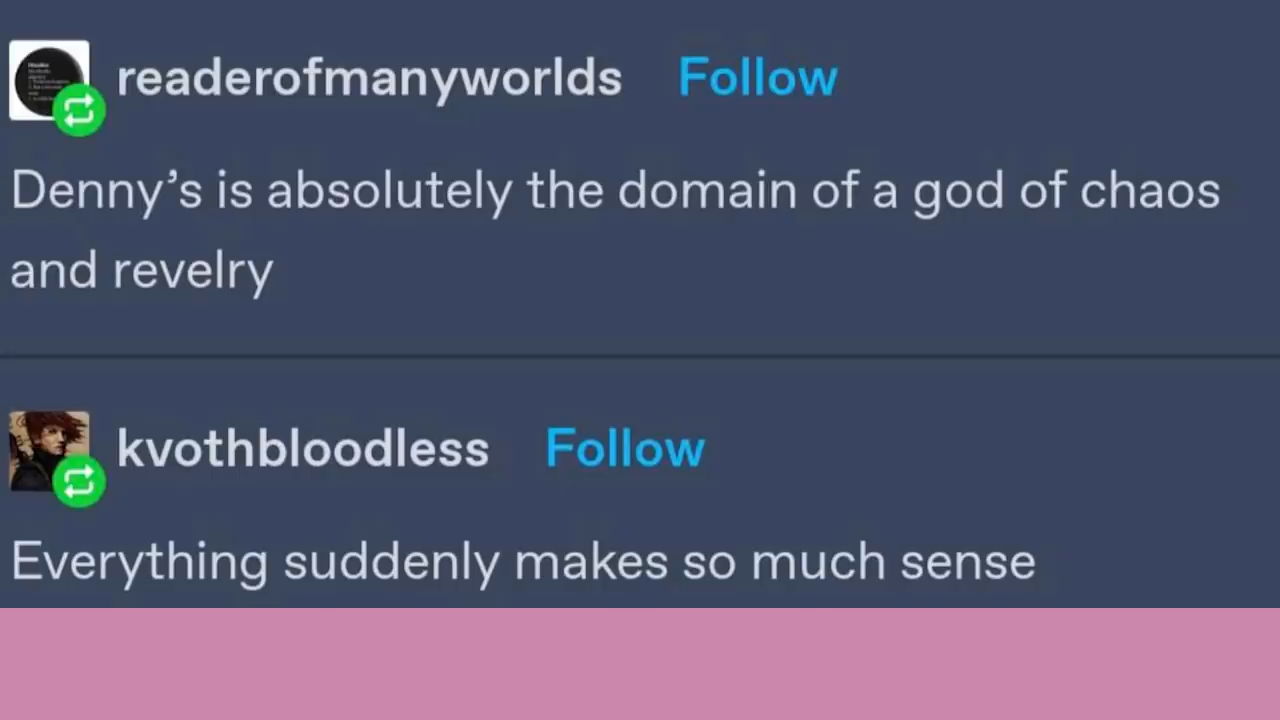 readerofmanyworlds Follow
Denny’s is absolutely the domain of a god of chaos
and revelry
kvothbloodless Follow
Everything suddenly makes so much sense